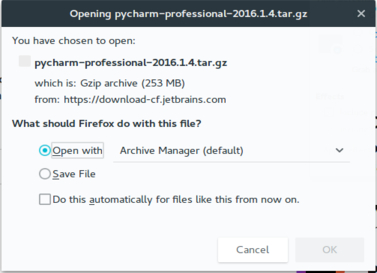 Opening pycharm-professional-2016.1.4.tar.gz
You have chosen to open:
pycharm-professional-2016.1.4.tar.gz
which is: Gzip archive (253 MB)
from: https://download-cf.jetbrains.com
What should Firefox do with this file?
Open with Archive Manager (default)
Save File
Do this automatically for files like this from now on.
Cancel OK